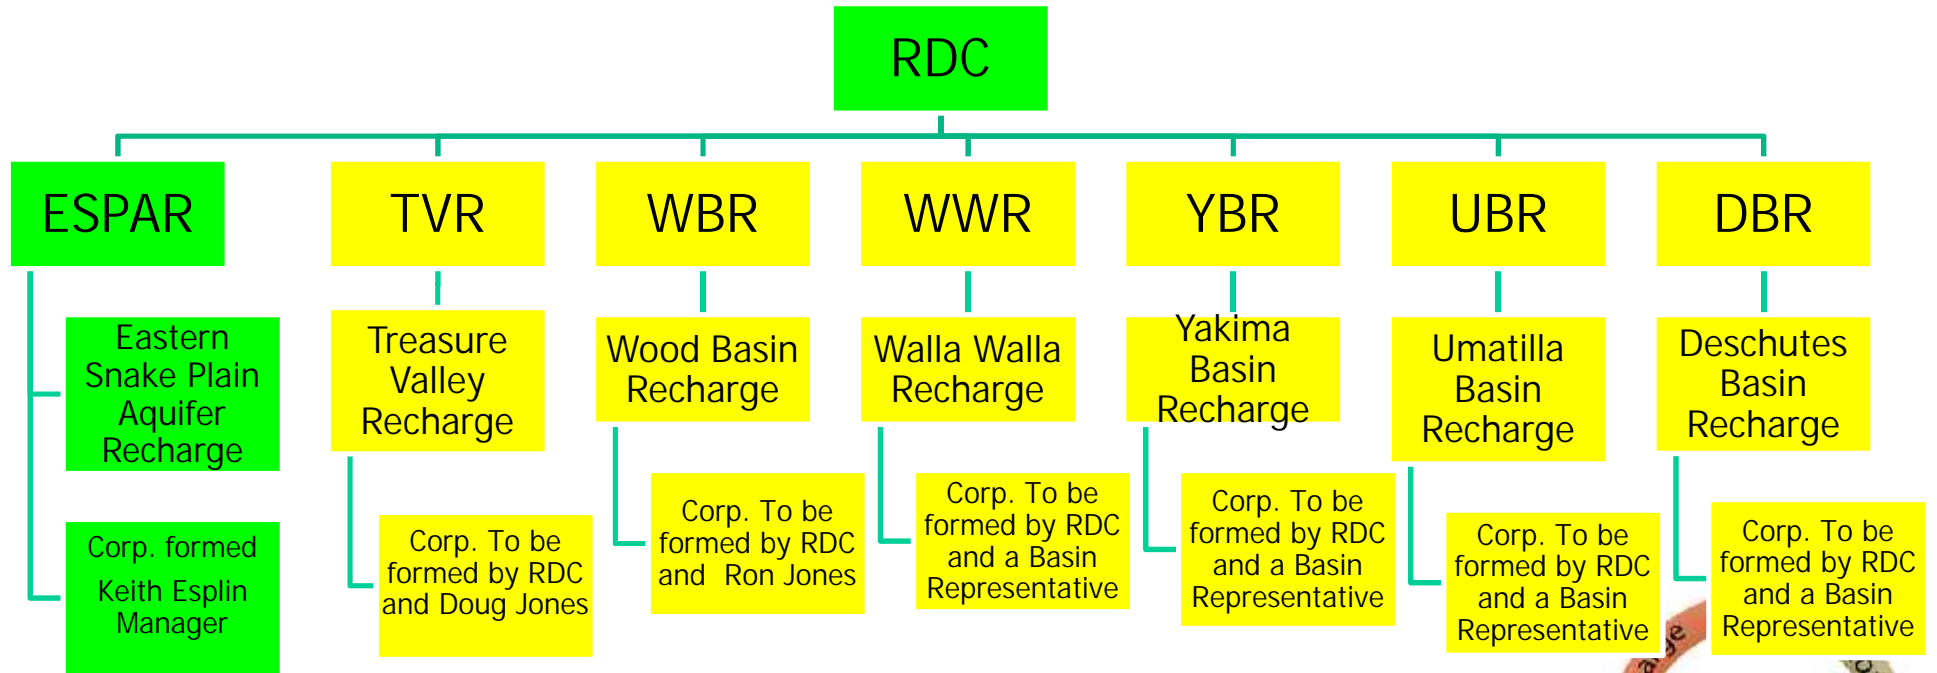 RDC
ESPAR
TVR
WBR
WWR
YBR
UBR
DBR
Eastern
Snake Plain
Aquifer
Recharge
Corp. formed
Keith Esplin
Manager
Treasure
Valley
Recharge
Corp. To be
formed by RDC
and Doug Jones
Wood Basin
Recharge
Corp. To be
formed by RDC
and Ron Jones
Walla Walla
Recharge
Corp. To be
formed by RDC
and a Basin
Representative
Yakima
Basin
Recharge
Corp. To be
formed by RDC
and a Basin
Representative
Umatilla
Basin
Recharge
Corp. To be
formed by RDC
and a Basin
Representative
Deschutes
Basin
Recharge
Corp. To be
formed by RDC
and a Basin
Representative